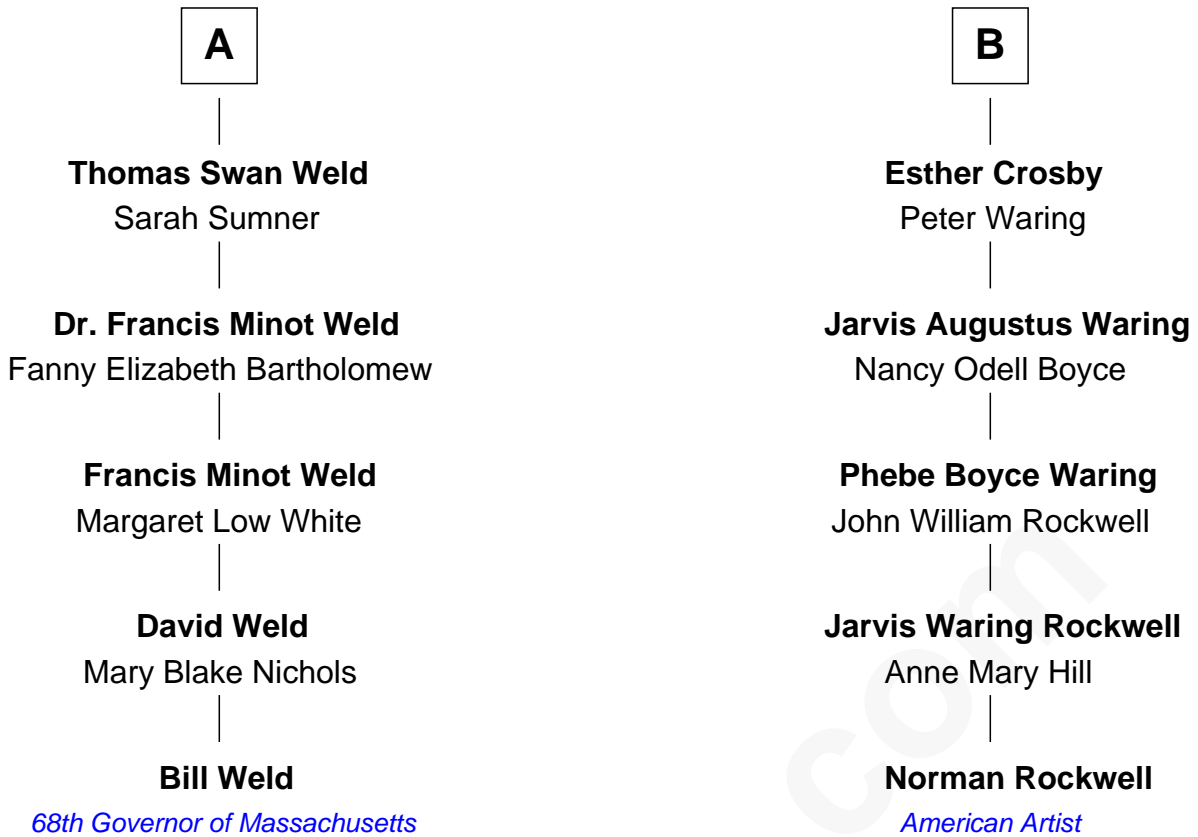 A
Thomas Swan Weld
Sarah Sumner
Dr. Francis Minot Weld
Fanny Elizabeth Bartholomew
Francis Minot Weld
Margaret Low White
David Weld
Mary Blake Nichols
Bill Weld
68th Governor of Massachusetts
B
Esther Crosby
Peter Waring
Jarvis Augustus Waring
Nancy Odell Boyce
Phebe Boyce Waring
John William Rockwell
Jarvis Waring Rockwell
Anne Mary Hill
Norman Rockwell
American Artist
com